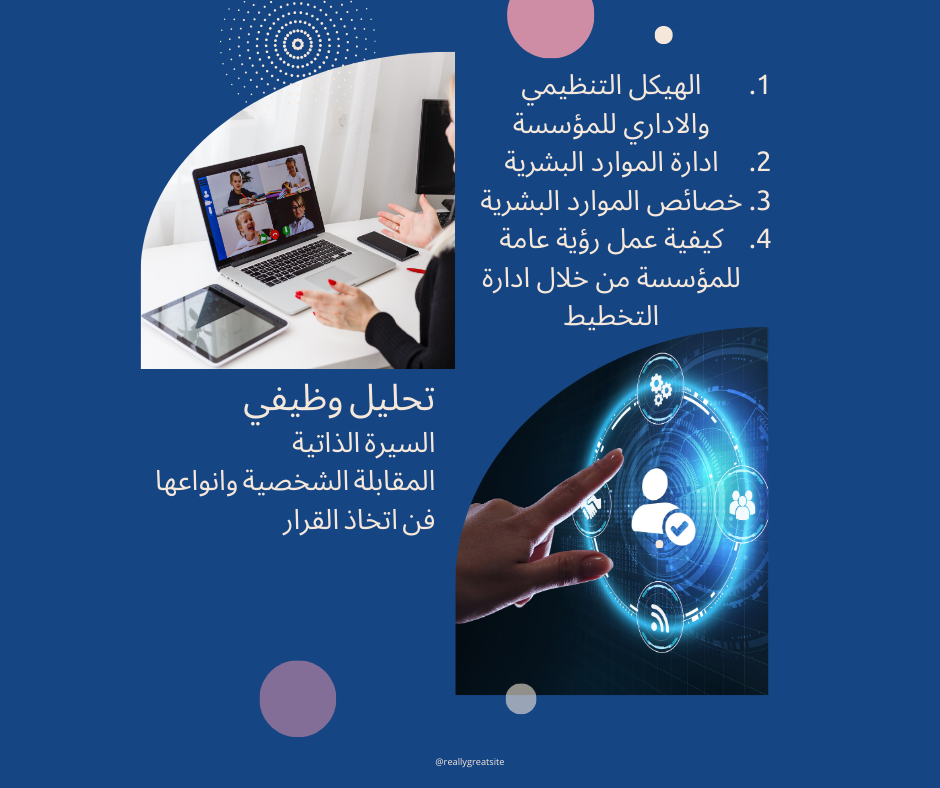 1. الهيكل التنظيمي
والاداري للمؤسسة
2. ادارة الموارد البشرية
3. خصائص الموارد البشرية
4. كيفية عمل رؤية عامة
للمؤسسة من خلال ادارة
التخطيط
تحليل وظيفي
السيرة الذاتية
المقابلة الشخصية وانواعها
فن اتخاذ القرار
@reallygreatsite